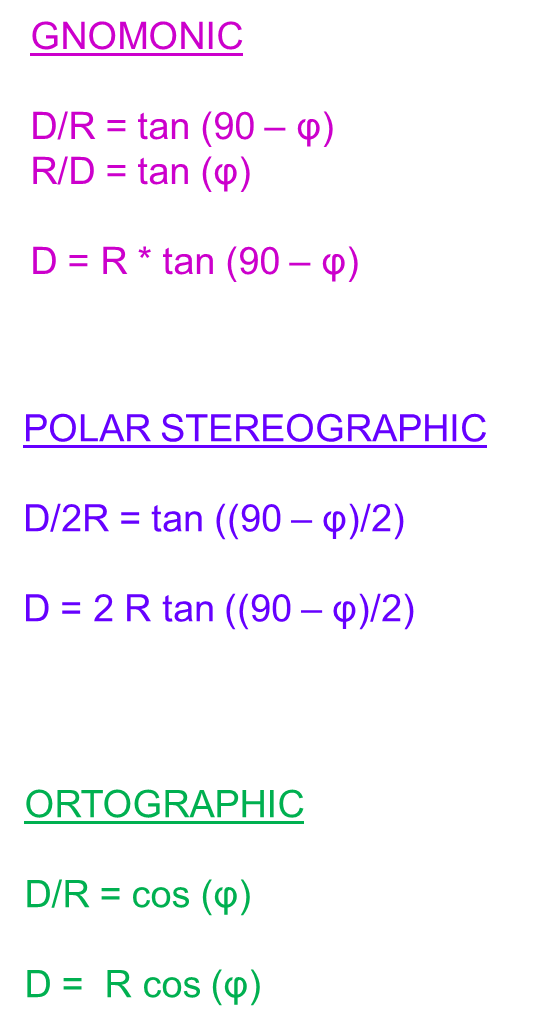 GNOMONIC
D/R = tan (90 – φ)
R/D = tan (φ)
D = R * tan (90 – φ)
POLAR STEREOGRAPHIC
D/2R = tan ((90 – φ)/2)
D = 2 R tan ((90 – φ)/2)
ORTOGRAPHIC
D/R = cos (φ)
D =  R cos (φ)